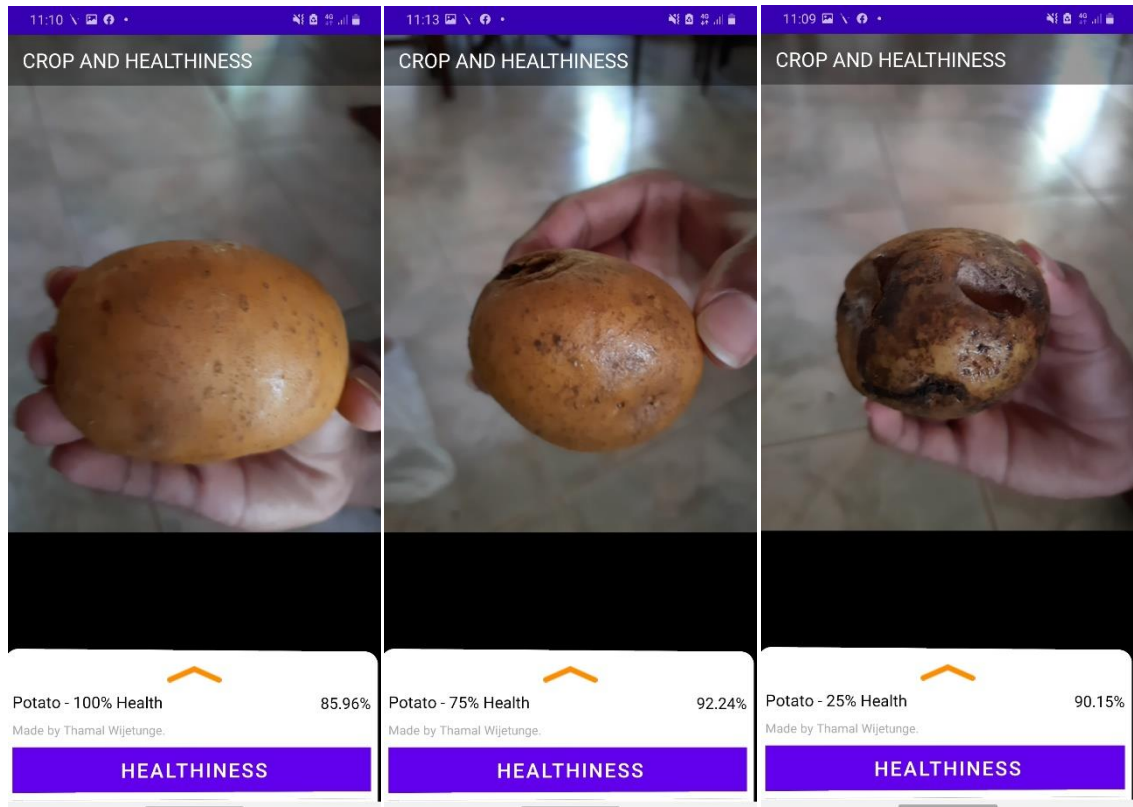 11:10
CROP AND HEALTHINESS
Potato - 100% Health 85.96%
Made by Thamal Wijetunge.
HEALTHINESS
11:13
CROP AND HEALTHINESS
Potato - 75% Health 92.24%
Made by Thamal Wijetunge.
HEALTHINESS
11:09
CROP AND HEALTHINESS
Potato - 25% Health 90.15%
Made by Thamal Wijetunge.
HEALTHINESS